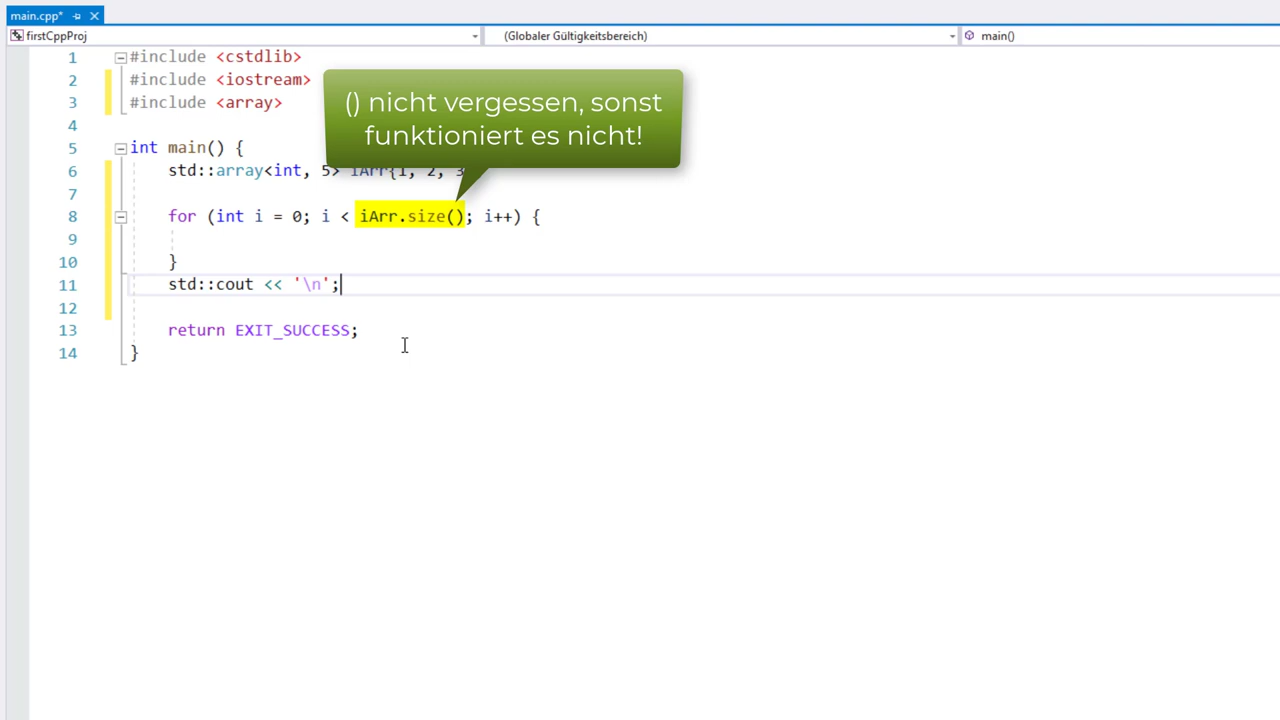 main.cpp*
firstCppProj
(Globaler Gültigkeitsbereich)
main()
1 #include <cstdlib>
2 #include <iostream>
3 #include <array>
() nicht vergessen, sonst
funktioniert es nicht!
4
5 int main() {
6 std::array<int, 5> iArr{1, 2, 3
7
8 for (int i = 0; i < iArr.size(); i++) {
9
10 }
11 std::cout << '\n';
12
13 return EXIT_SUCCESS;
14 }